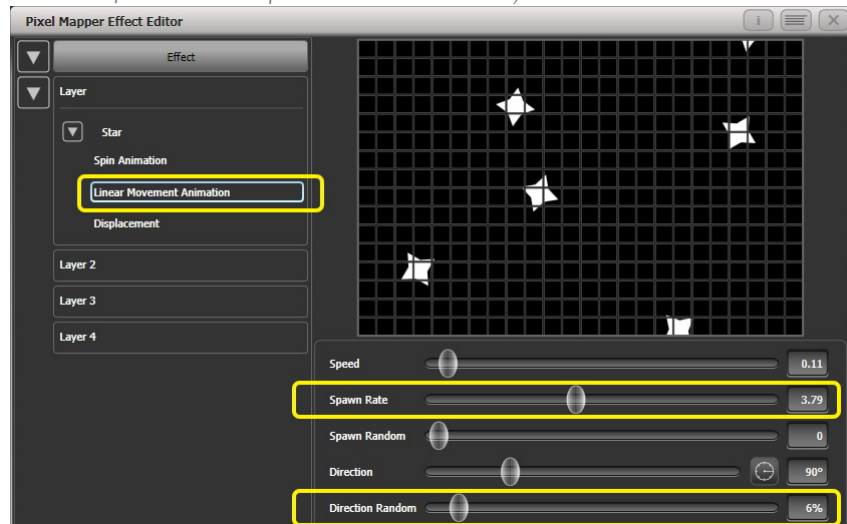 Pixel Mapper Effect Editor
i
Effect
Layer
Star
Spin Animation
Linear Movement Animation
Displacement
Layer 2
Layer 3
Layer 4
Speed 0.11
Spawn Rate 3.79
Spawn Random 0
Direction 90°
Direction Random 6%